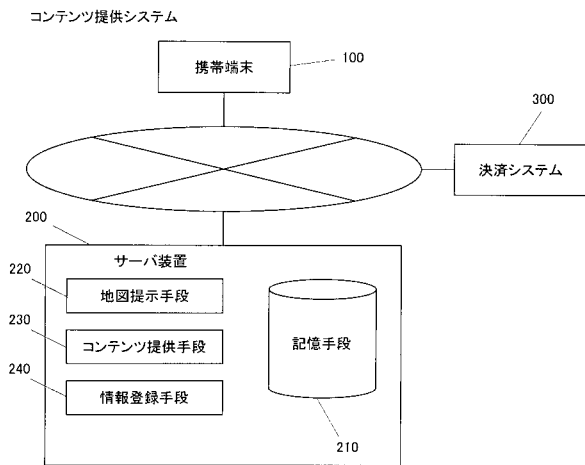 コンテンツ提供システム
携帯端末
100
300
決済システム
200
サーバ装置
220
地図提示手段
230
コンテンツ提供手段
240
情報登録手段
記憶手段
210